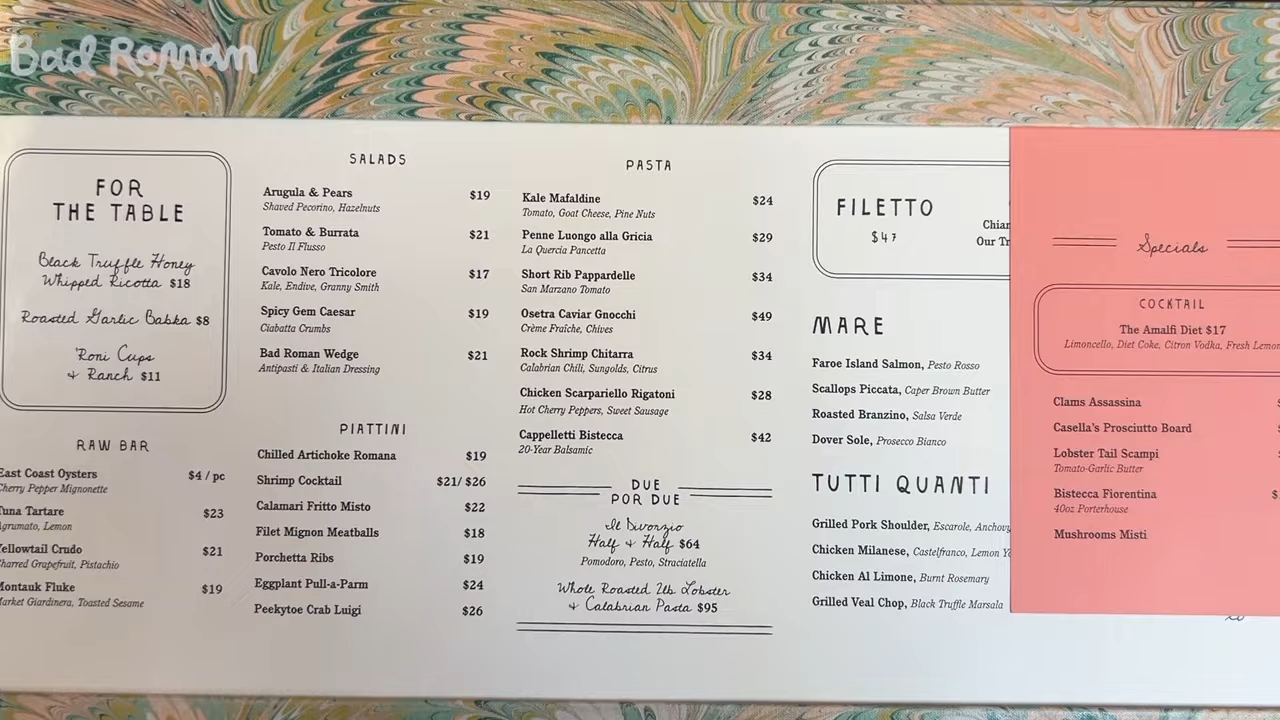 Bad Roman
FOR
THE TABLE
Black Truffle Honey
Whipped Ricotta $18
Roasted Garlic Babka $8
'Roni Cups
+ Ranch $11
RAW BAR
East Coast Oysters $4 / pc
Cherry Pepper Mignonette
Tuna Tartare $23
Agrumato, Lemon
Yellowtail Crudo $21
Charred Grapefruit, Pistachio
Montauk Fluke $19
Market Giardinera, Toasted Sesame
SALADS
Arugula & Pears $19
Shaved Pecorino, Hazelnuts
Tomato & Burrata $21
Pesto Il Flusso
Cavolo Nero Tricolore $17
Kale, Endive, Granny Smith
Spicy Gem Caesar $19
Ciabatta Crumbs
Bad Roman Wedge $21
Antipasti & Italian Dressing
PIATTINI
Chilled Artichoke Romana $19
Shrimp Cocktail $21/ $26
Calamari Fritto Misto $22
Filet Mignon Meatballs $18
Porchetta Ribs $19
Eggplant Pull-a-Parm $24
Peekytoe Crab Luigi $26
PASTA
Kale Mafaldine $24
Tomato, Goat Cheese, Pine Nuts
Penne Luongo alla Gricia $29
La Quercia Pancetta
Short Rib Pappardelle $34
San Marzano Tomato
Osetra Caviar Gnocchi $49
Crème Fraîche, Chives
Rock Shrimp Chitarra $34
Calabrian Chili, Sungolds, Citrus
Chicken Scarpariello Rigatoni $28
Hot Cherry Peppers, Sweet Sausage
Cappelletti Bistecca $42
20-Year Balsamic
DUE
POR DUE
Il Divorzio
Half + Half $64
Pomodoro, Pesto, Straciatella
Whole Roasted 2lb Lobster
+ Calabrian Pasta $95
FILETTO
$47
Chian
Our Tr
MARE
Faroe Island Salmon, Pesto Rosso
Scallops Piccata, Caper Brown Butter
Roasted Branzino, Salsa Verde
Dover Sole, Prosecco Bianco
TUTTI QUANTI
Grilled Pork Shoulder, Escarole, Anchovy
Chicken Milanese, Castelfranco, Lemon Yo
Chicken Al Limone, Burnt Rosemary
Grilled Veal Chop, Black Truffle Marsala
Specials
COCKTAIL
The Amalfi Diet $17
Limoncello, Diet Coke, Citron Vodka, Fresh Lemon
Clams Assassina
Casella's Prosciutto Board
Lobster Tail Scampi
Tomato-Garlic Butter
Bistecca Fiorentina $
40oz Porterhouse
Mushrooms Misti